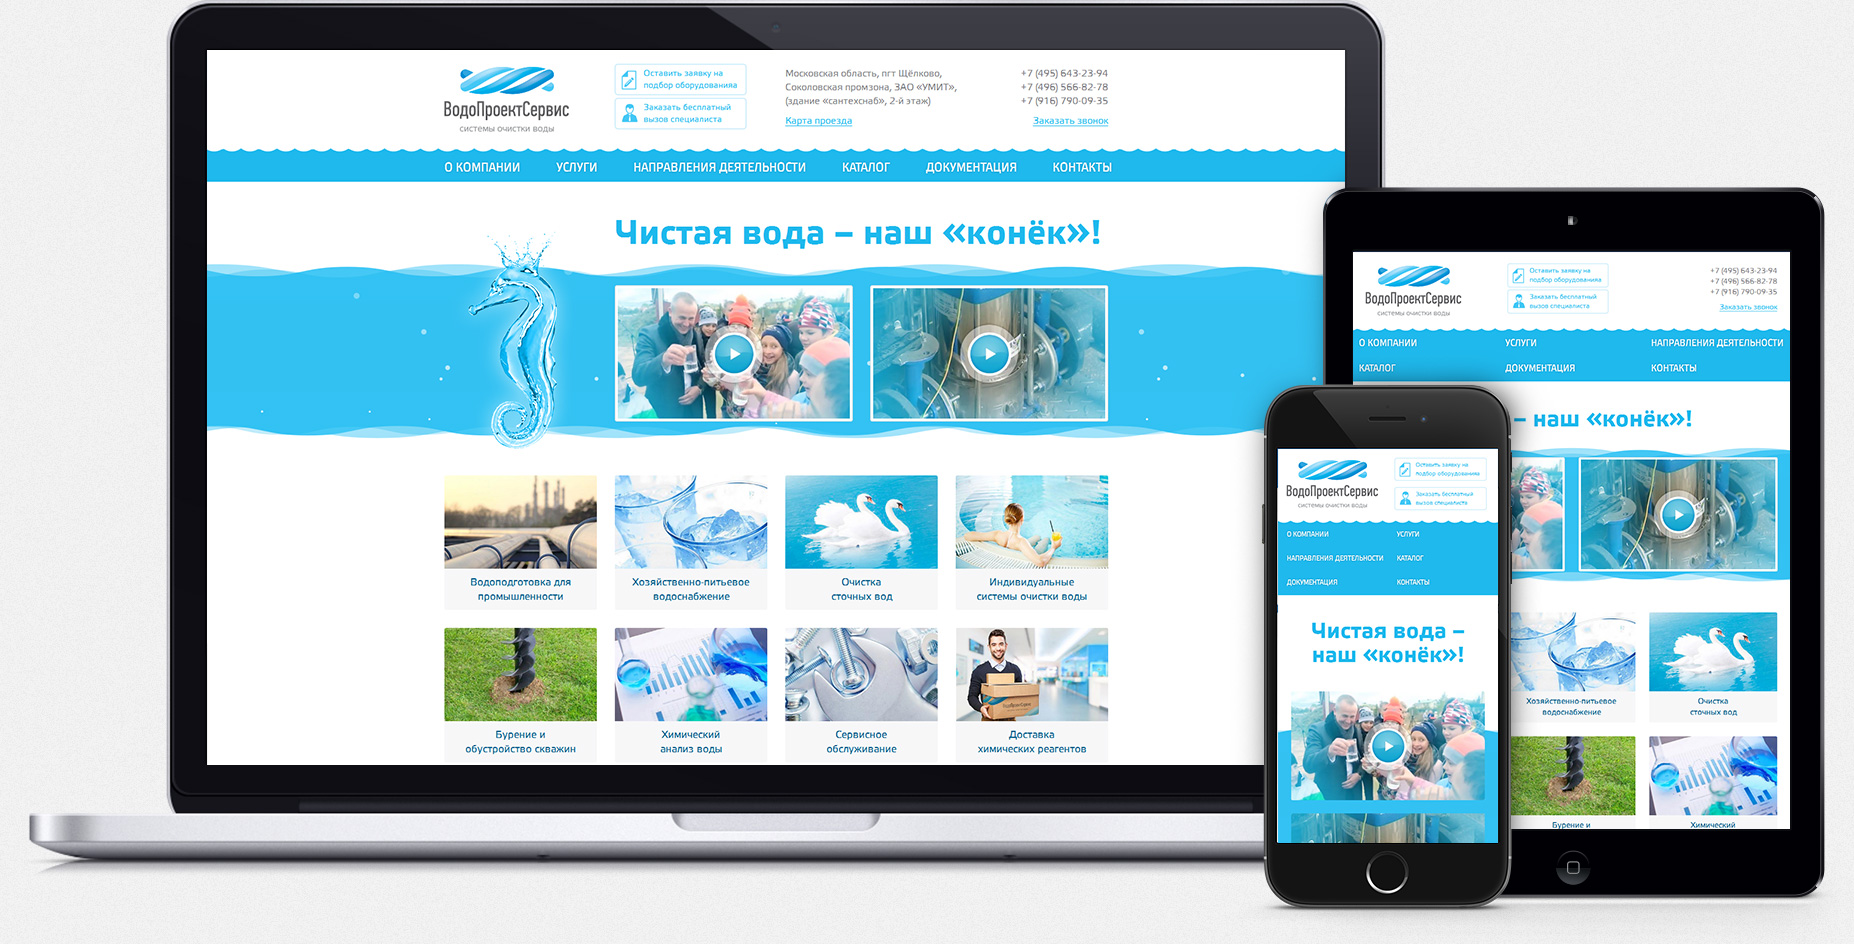 ВодоПроектСервис
системы очистки воды
Оставить заявку на
подбор оборудованияа
Заказать бесплатный
вызов специалиста
Московская область, пгт Щёлково,
Соколовская промзона, ЗАО «УМИТ»,
(здание «сантехснаб», 2-й этаж)
Карта проезда
+7 (495) 643-23-94
+7 (496) 566-82-78
+7 (916) 790-09-35
Заказать звонок
О КОМПАНИИ УСЛУГИ НАПРАВЛЕНИЯ ДЕЯТЕЛЬНОСТИ КАТАЛОГ ДОКУМЕНТАЦИЯ КОНТАКТЫ
Чистая вода – наш «конёк»!
Водоподготовка для
промышленности
Хозяйственно-питьевое
водоснабжение
Очистка
сточных вод
Индивидуальные
системы очистки воды
Бурение и
обустройство скважин
Химический
анализ воды
Сервисное
обслуживание
ВодоПроектСервис
Доставка
химических реагентов
ВодоПроектСервис
системы очистки воды
Оставить заявку на
подбор оборудованияа
Заказать бесплатный
вызов специалиста
+7 (495) 643-23-94
+7 (496) 566-82-78
+7 (916) 790-09-35
Заказать звонок
О КОМПАНИИ УСЛУГИ НАПРАВЛЕНИЯ ДЕЯТЕЛЬНОСТИ
КАТАЛОГ ДОКУМЕНТАЦИЯ КОНТАКТЫ
– наш «конёк»!
Хозяйственно-питьевое
водоснабжение
Очистка
сточных вод
Бурение и
Химический
ВодоПроектСервис
системы очистки воды
Оставить заявку на
подбор оборудованияа
Заказать бесплатный
вызов специалиста
О КОМПАНИИ УСЛУГИ
НАПРАВЛЕНИЯ ДЕЯТЕЛЬНОСТИ КАТАЛОГ
ДОКУМЕНТАЦИЯ КОНТАКТЫ
Чистая вода –
наш «конёк»!